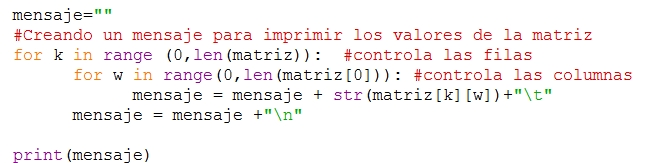 mensaje=""
#Creando un mensaje para imprimir los valores de la matriz
for k in range (0,len(matriz)):  #controla las filas
      for w in range(0,len(matriz[0])): #controla las columnas
            mensaje = mensaje + str(matriz[k][w])+"\t"
      mensaje = mensaje +"\n"

print(mensaje)